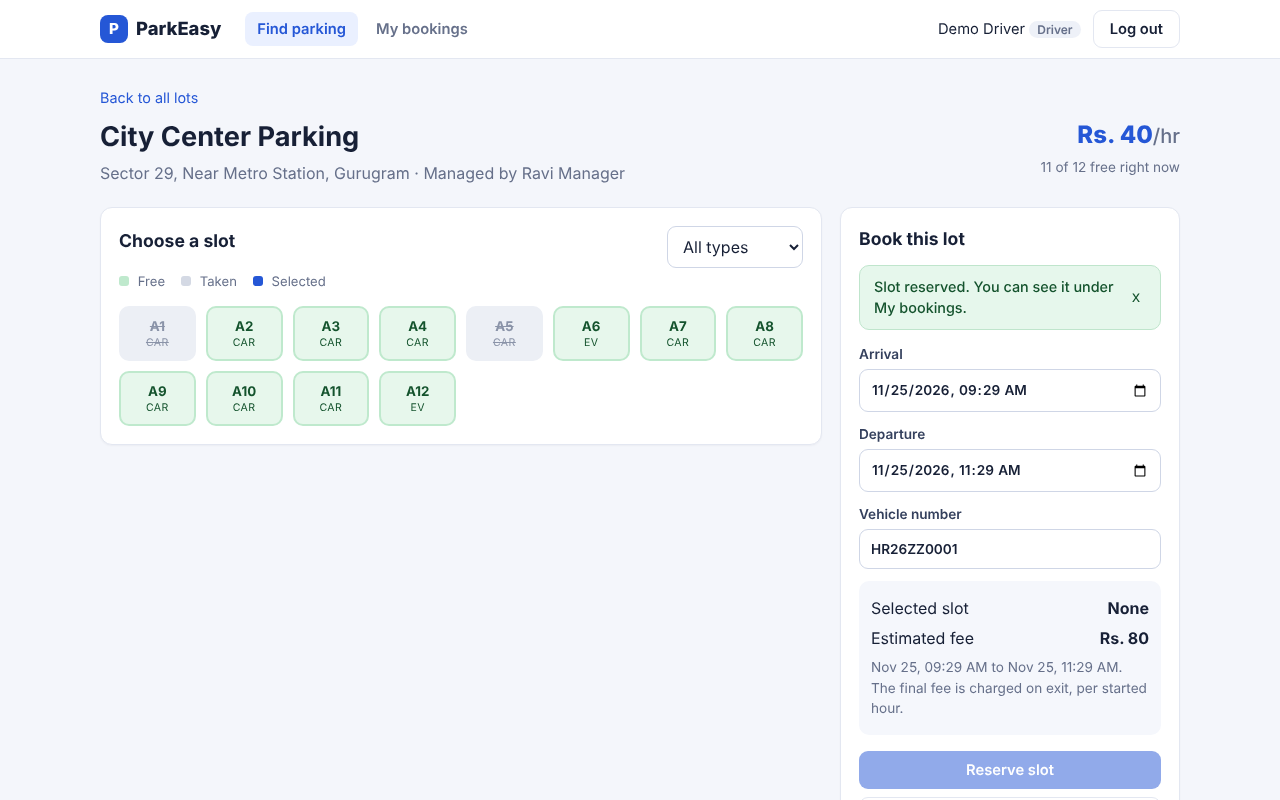 P ParkEasy Find parking My bookings Demo Driver Driver Log out
Back to all lots
City Center Parking
Rs. 40/hr
Sector 29, Near Metro Station, Gurugram · Managed by Ravi Manager
11 of 12 free right now
Choose a slot
All types
Free Taken Selected
A1 A2 A3 A4 A5 A6 A7 A8
CAR CAR CAR CAR CAR EV CAR CAR
A9 A10 A11 A12
CAR CAR CAR EV
Book this lot
Slot reserved. You can see it under
My bookings.
x
Arrival
11/25/2026, 09:29 AM
Departure
11/25/2026, 11:29 AM
Vehicle number
HR26ZZ0001
Selected slot None
Estimated fee Rs. 80
Nov 25, 09:29 AM to Nov 25, 11:29 AM.
The final fee is charged on exit, per started
hour.
Reserve slot